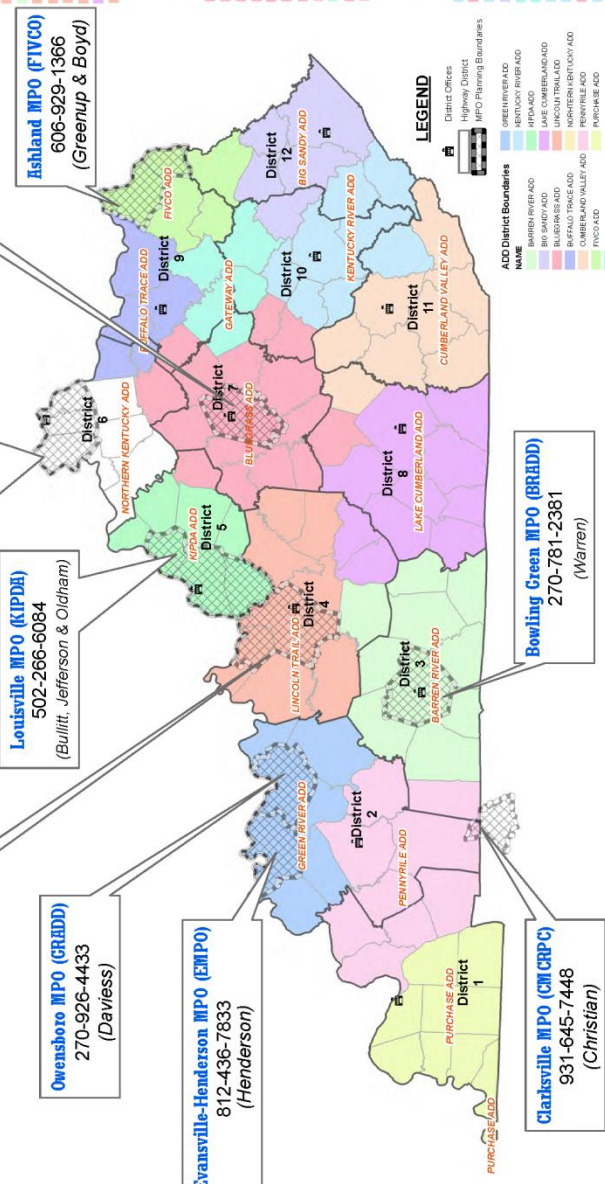 Ashland MPO (FIVCO)
606-929-1366
(Greenup & Boyd)
Louisville MPO (KIPDA)
502-266-6084
(Bullitt, Jefferson & Oldham)
Owensboro MPO (GRADD)
270-926-4433
(Daviess)
Evansville-Henderson MPO (EMPO)
812-436-7833
(Henderson)
Clarksville MPO (CMCRPC)
931-645-7448
(Christian)
Bowling Green MPO (BRADD)
270-781-2381
(Warren)
PURCHASE ADD
PURCHASE ADD
District
1
District
2
PENNYRILE ADD
GREEN RIVER ADD
District
3
BARREN RIVER ADD
LINCOLN TRAIL ADD
District
4
KIPDA ADD
District
5
District
6
NORTHERN KENTUCKY ADD
District
7
BLUEGRASS ADD
District
8
LAKE CUMBERLAND ADD
BUFFALO TRACE ADD
District
9
GATEWAY ADD
FIVCO ADD
District
10
KENTUCKY RIVER ADD
District
11
CUMBERLAND VALLEY ADD
District
12
BIG SANDY ADD
LEGEND
District Offices
Highway District
MPO Planning Boundaries
ADD District Boundaries
NAME
BARREN RIVER ADD
BIG SANDY ADD
BLUEGRASS ADD
BUFFALO TRACE ADD
CUMBERLAND VALLEY ADD
FIVCO ADD
GREEN RIVER ADD
KENTUCKY RIVER ADD
KIPDA ADD
LAKE CUMBERLAND ADD
LINCOLN TRAIL ADD
NORHTERN KENTUCKY ADD
PENNYRILE ADD
PURCHASE ADD